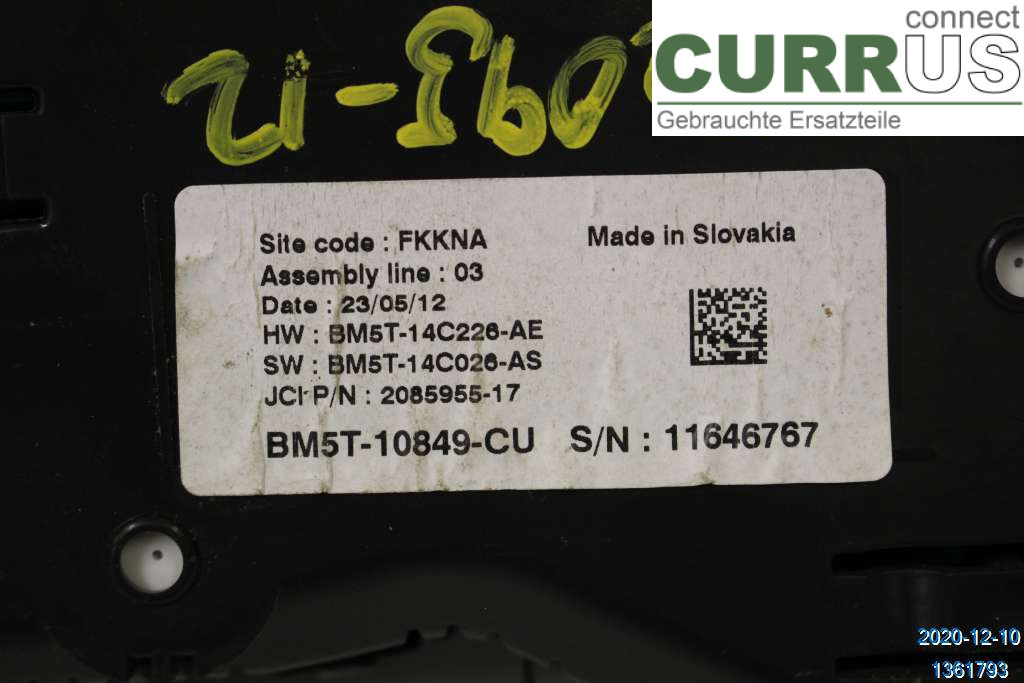 connect
CURRUS
Gebrauchte Ersatzteile
Site code : FKKNA
Made in Slovakia
Assembly line : 03
Date : 23/05/12
HW : BM5T-14C226-AE
SW : BM5T-14C026-AS
JCI P/N : 2085955-17
BM5T-10849-CU S/N : 11646767
2020-12-10
1361793